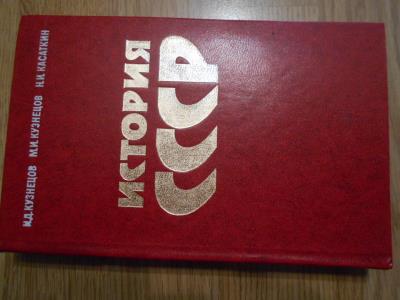 И.Д.КУЗНЕЦОВ М.И.КУЗНЕЦОВ Н.И.КАСАТКИН
ИСТОРИЯ
СССР